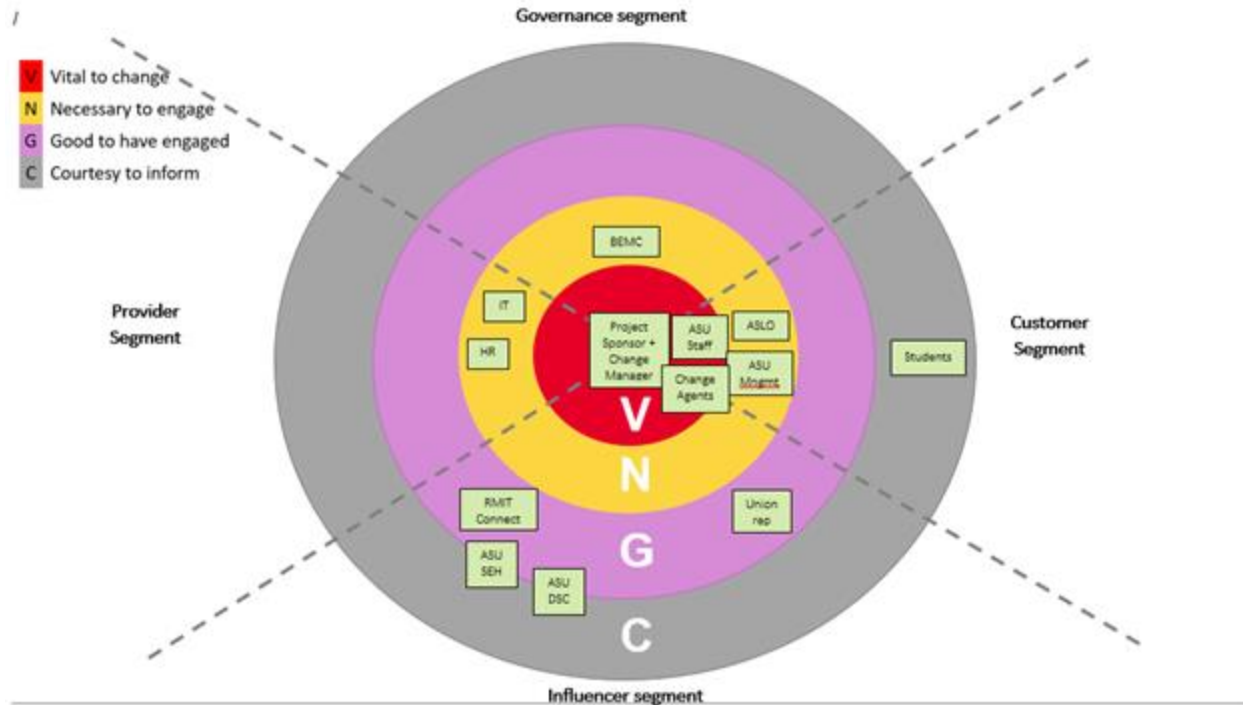 Governance segment
V Vital to change
N Necessary to engage
G Good to have engaged
C Courtesy to inform
BEMC
IT
HR
Project
Sponsor +
Change
Manager
ASU
Staff
ASLO
ASU
Mngmt
Change
Agents
Students
Provider
Segment
Customer
Segment
V
N
G
C
RMIT
Connect
ASU
SEH
ASU
DSC
Union
rep
Influencer segment